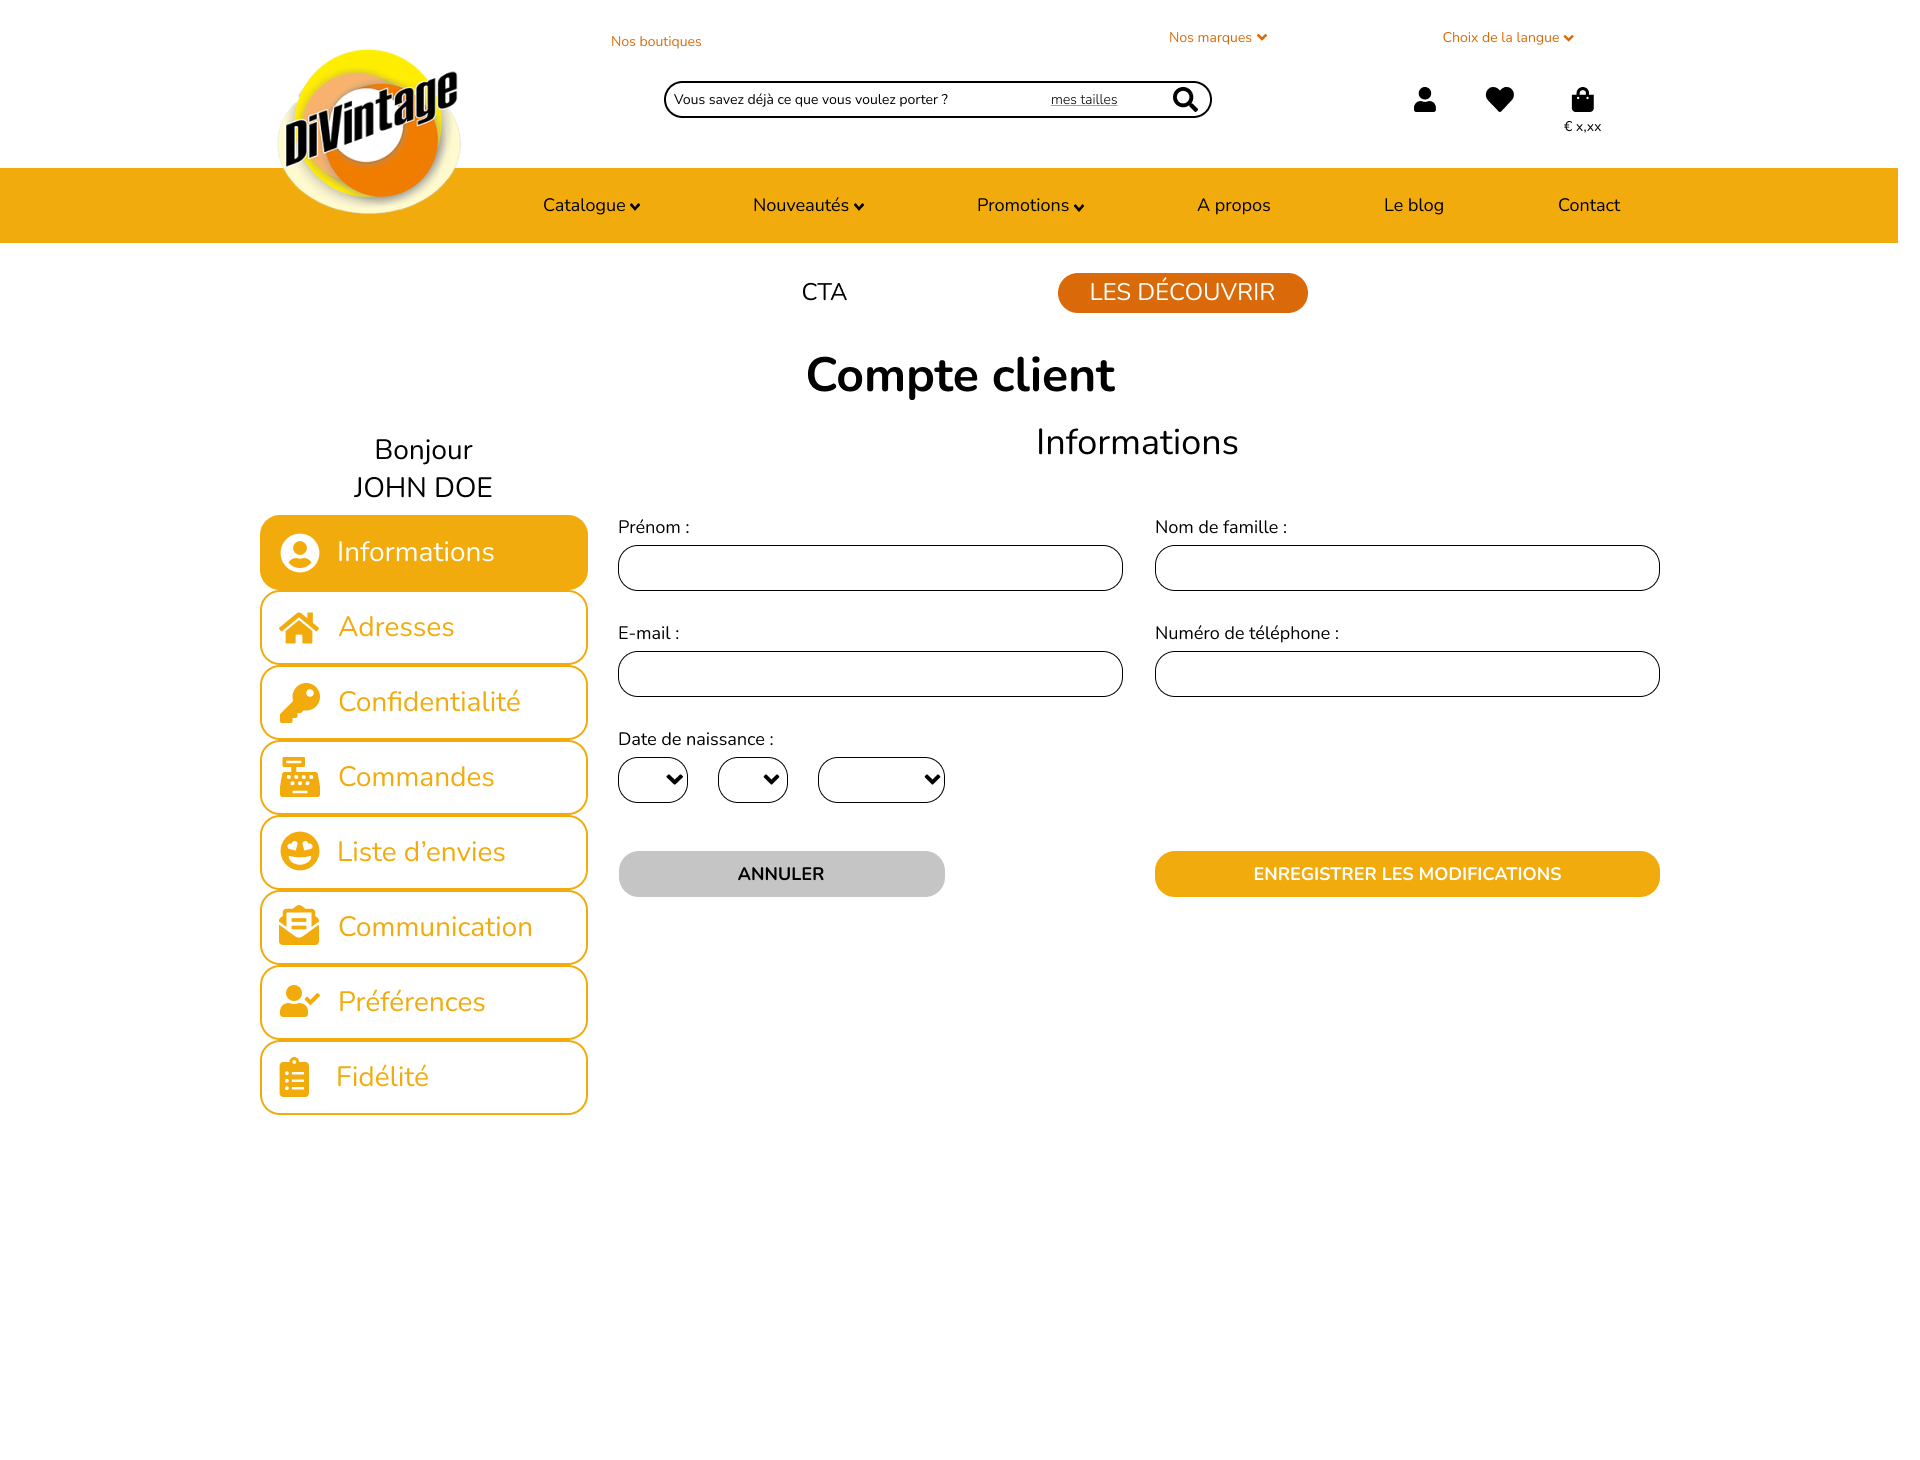 Nos boutiques
Nos marques
Choix de la langue
DiVintage
Vous savez déjà ce que vous voulez porter ?
mes tailles
€ x,xx
Catalogue
Nouveautés
Promotions
A propos
Le blog
Contact
CTA
LES DÉCOUVRIR
Compte client
Bonjour
JOHN DOE
Informations
Adresses
Confidentialité
Commandes
Liste d’envies
Communication
Préférences
Fidélité
Informations
Prénom :
Nom de famille :
E-mail :
Numéro de téléphone :
Date de naissance :
ANNULER
ENREGISTRER LES MODIFICATIONS